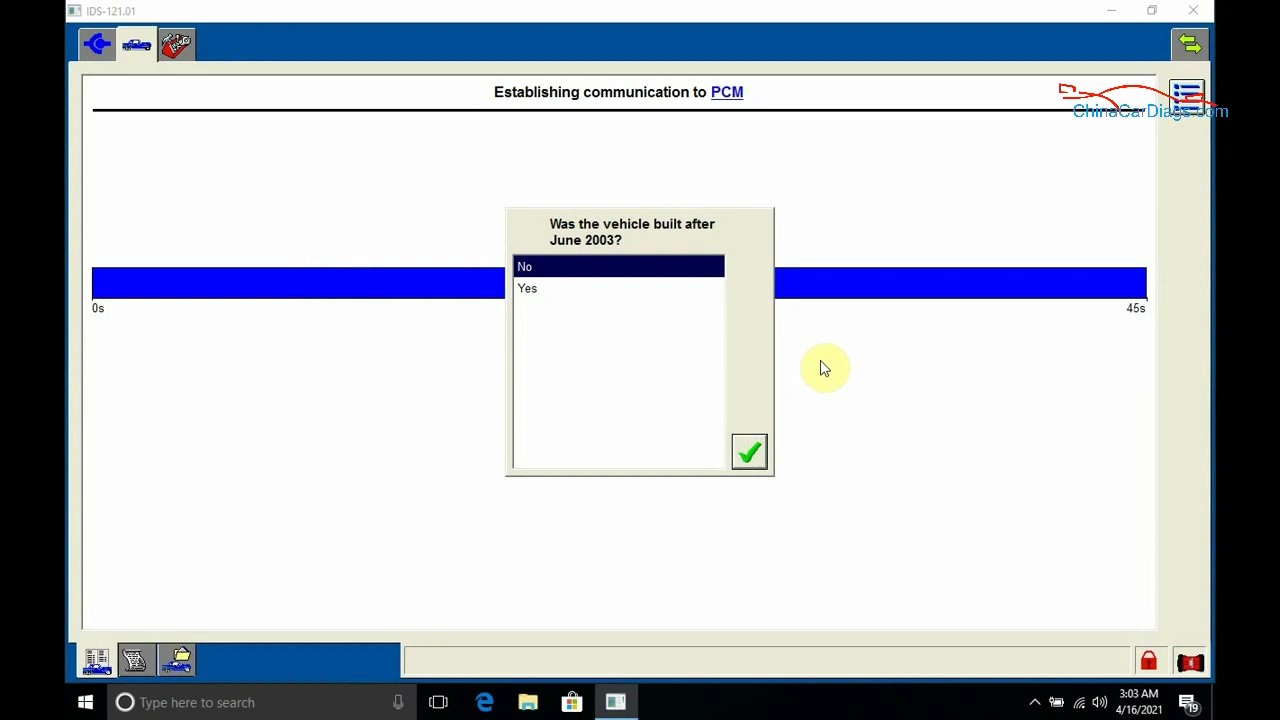 IDS-121.01
Establishing communication to PCM
ChinaCarDiags.com
Was the vehicle built after
June 2003?
No
Yes
0s
45s
Type here to search
3:03 AM
4/16/2021
19